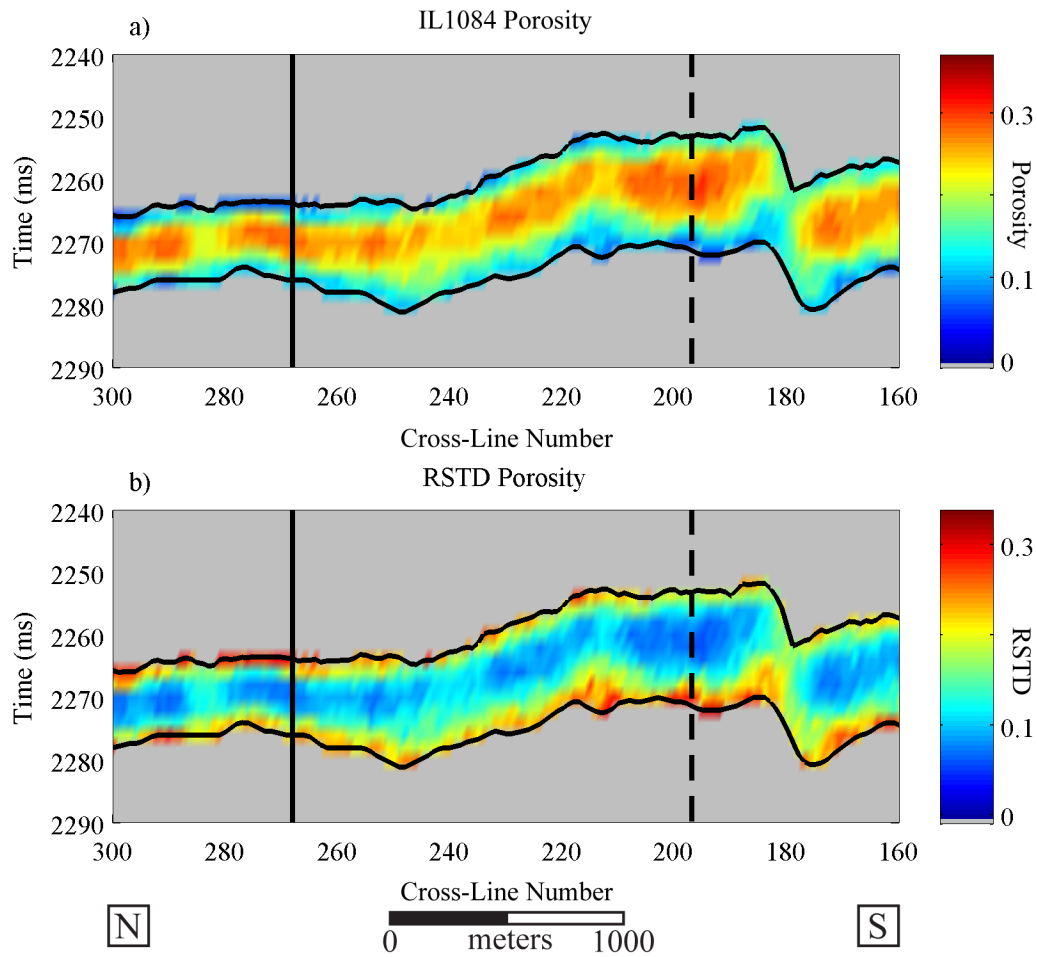 a)
IL1084 Porosity
2240
2250
2260
2270
2280
2290
Time (ms)
300 280 260 240 220 200 180 160
Cross-Line Number
0.3
0.1
0
Porosity
b)
RSTD Porosity
2240
2250
2260
2270
2280
2290
Time (ms)
300 280 260 240 220 200 180 160
Cross-Line Number
0.3
0.1
0
RSTD
N
0 meters 1000
S